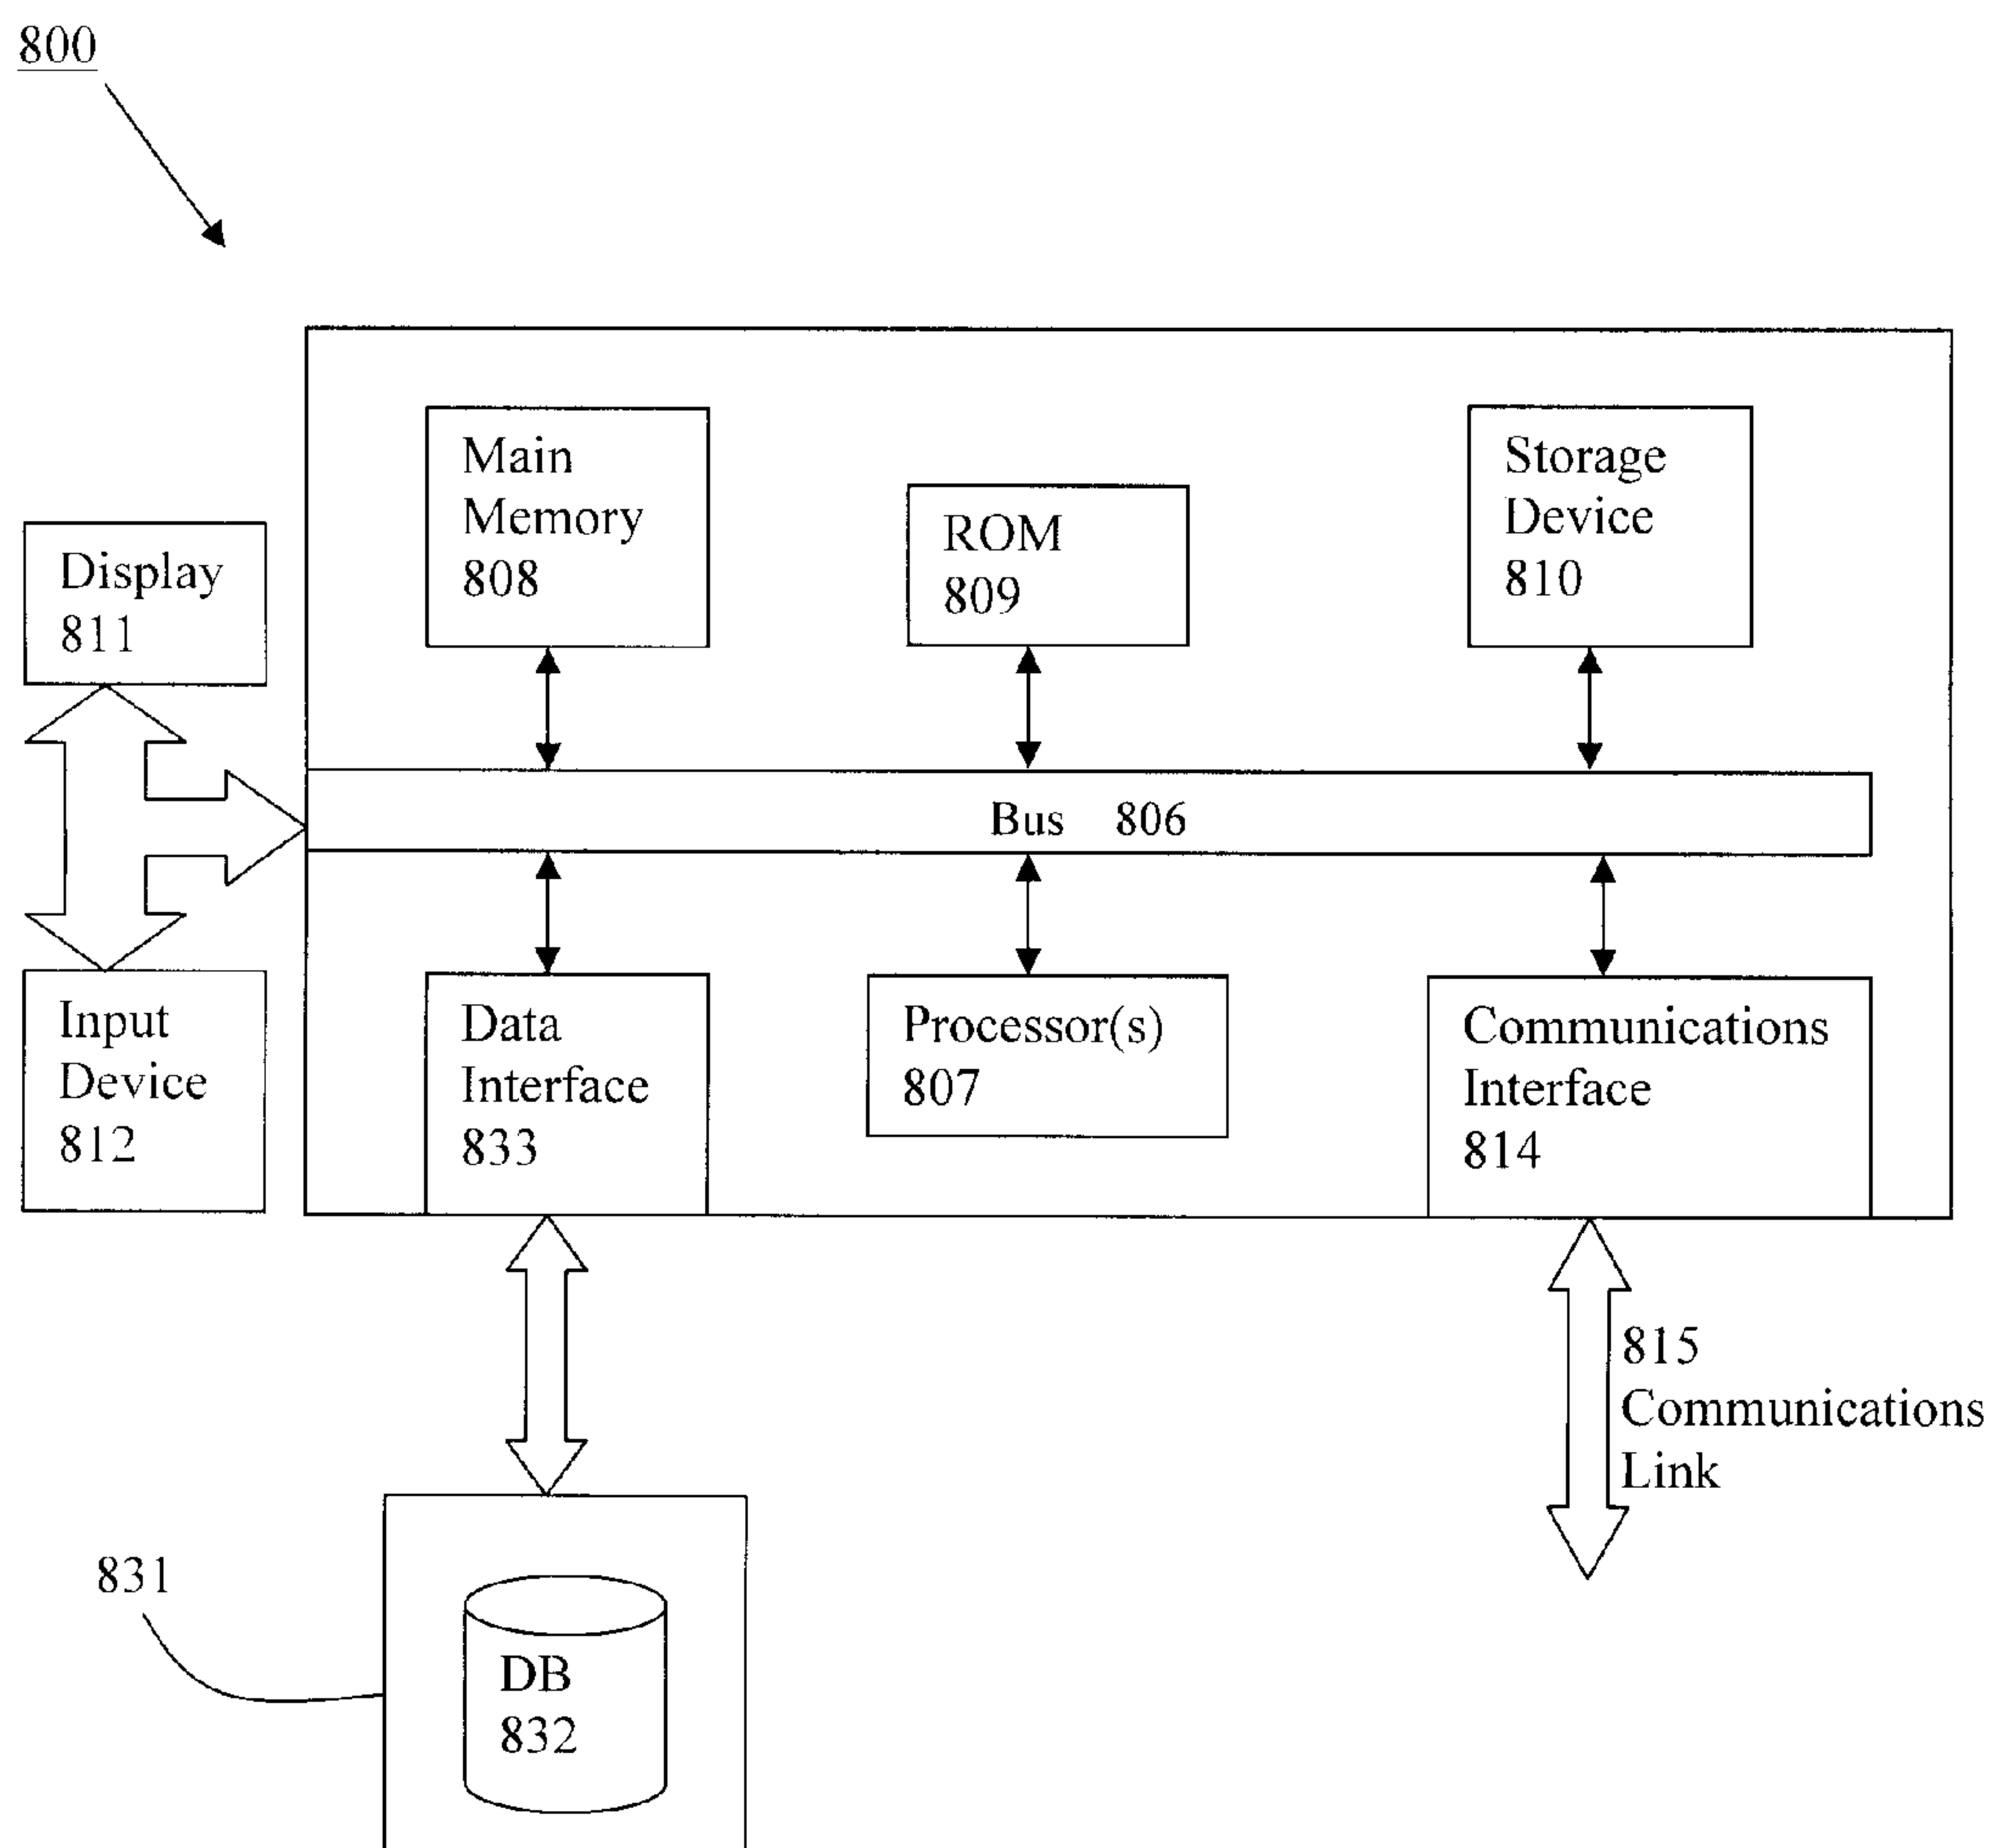 800
Main
Memory
808
ROM
809
Storage
Device
810
Display
811
Bus 806
Input
Device
812
Data
Interface
833
Processor(s)
807
Communications
Interface
814
815
Communications
Link
831
DB
832